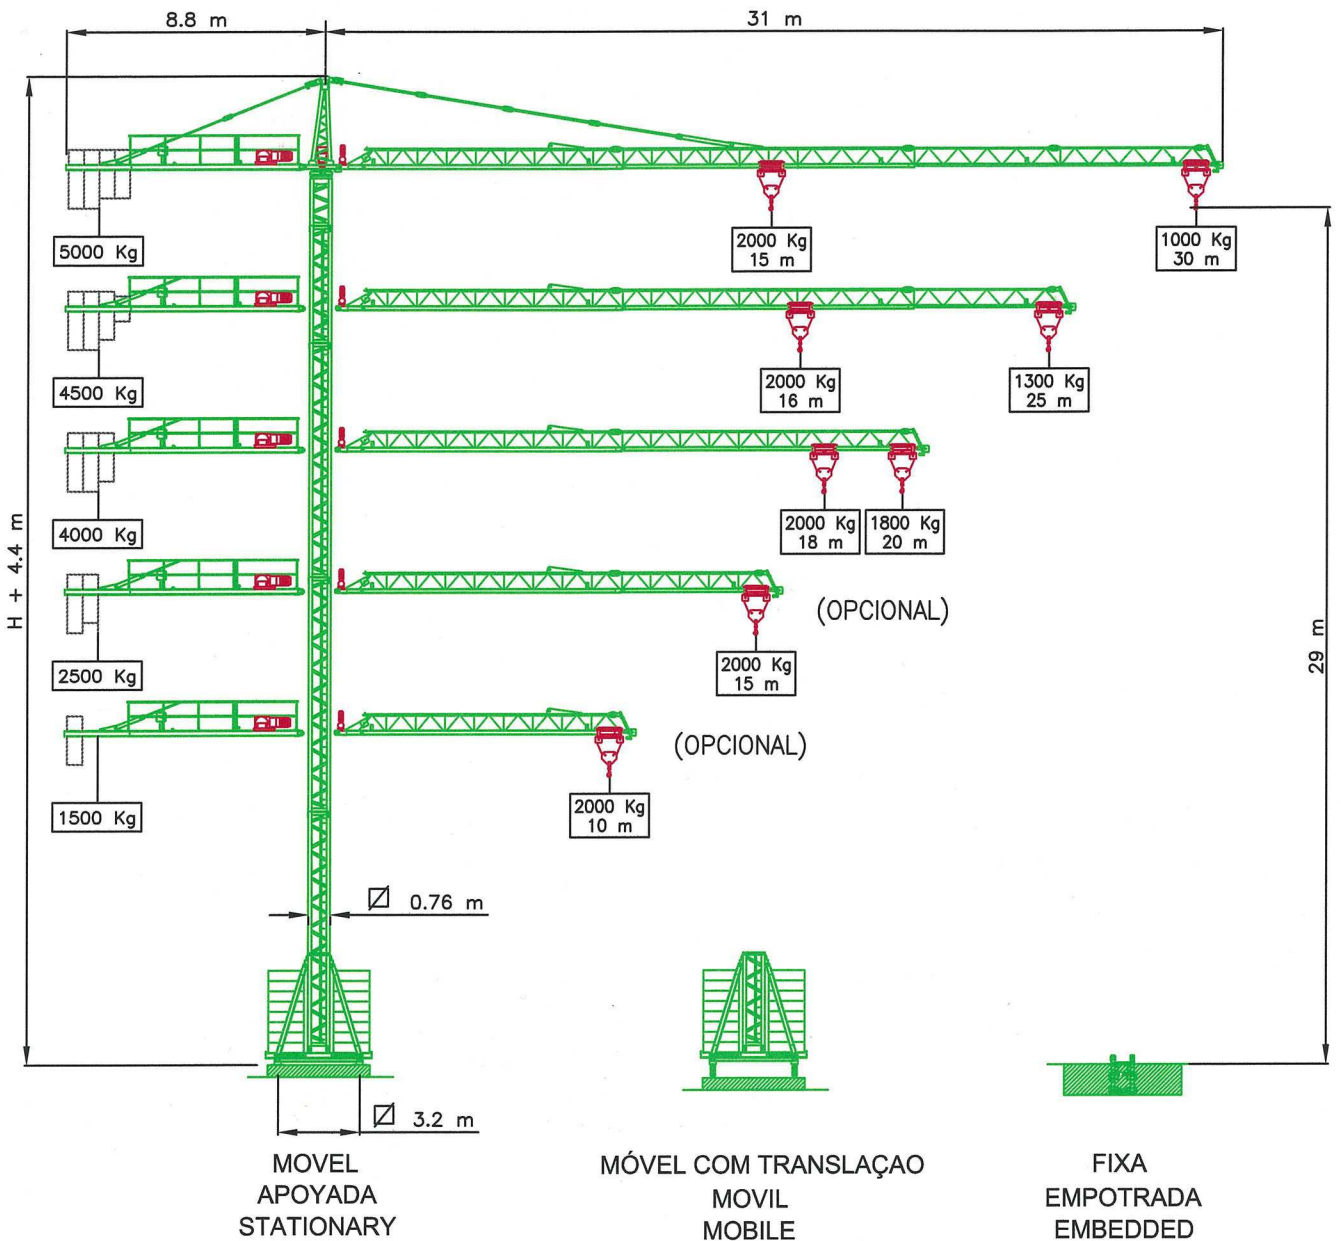 8.8 m
31 m
5000 Kg
2000 Kg
15 m
1000 Kg
30 m
4500 Kg
2000 Kg
16 m
1300 Kg
25 m
4000 Kg
2000 Kg
18 m
1800 Kg
20 m
H + 4.4 m
(OPCIONAL)
2500 Kg
2000 Kg
15 m
29 m
(OPCIONAL)
1500 Kg
2000 Kg
10 m
0.76 m
3.2 m
MOVEL
APOYADA
STATIONARY
MÓVEL COM TRANSLAÇAO
MOVIL
MOBILE
FIXA
EMPOTRADA
EMBEDDED